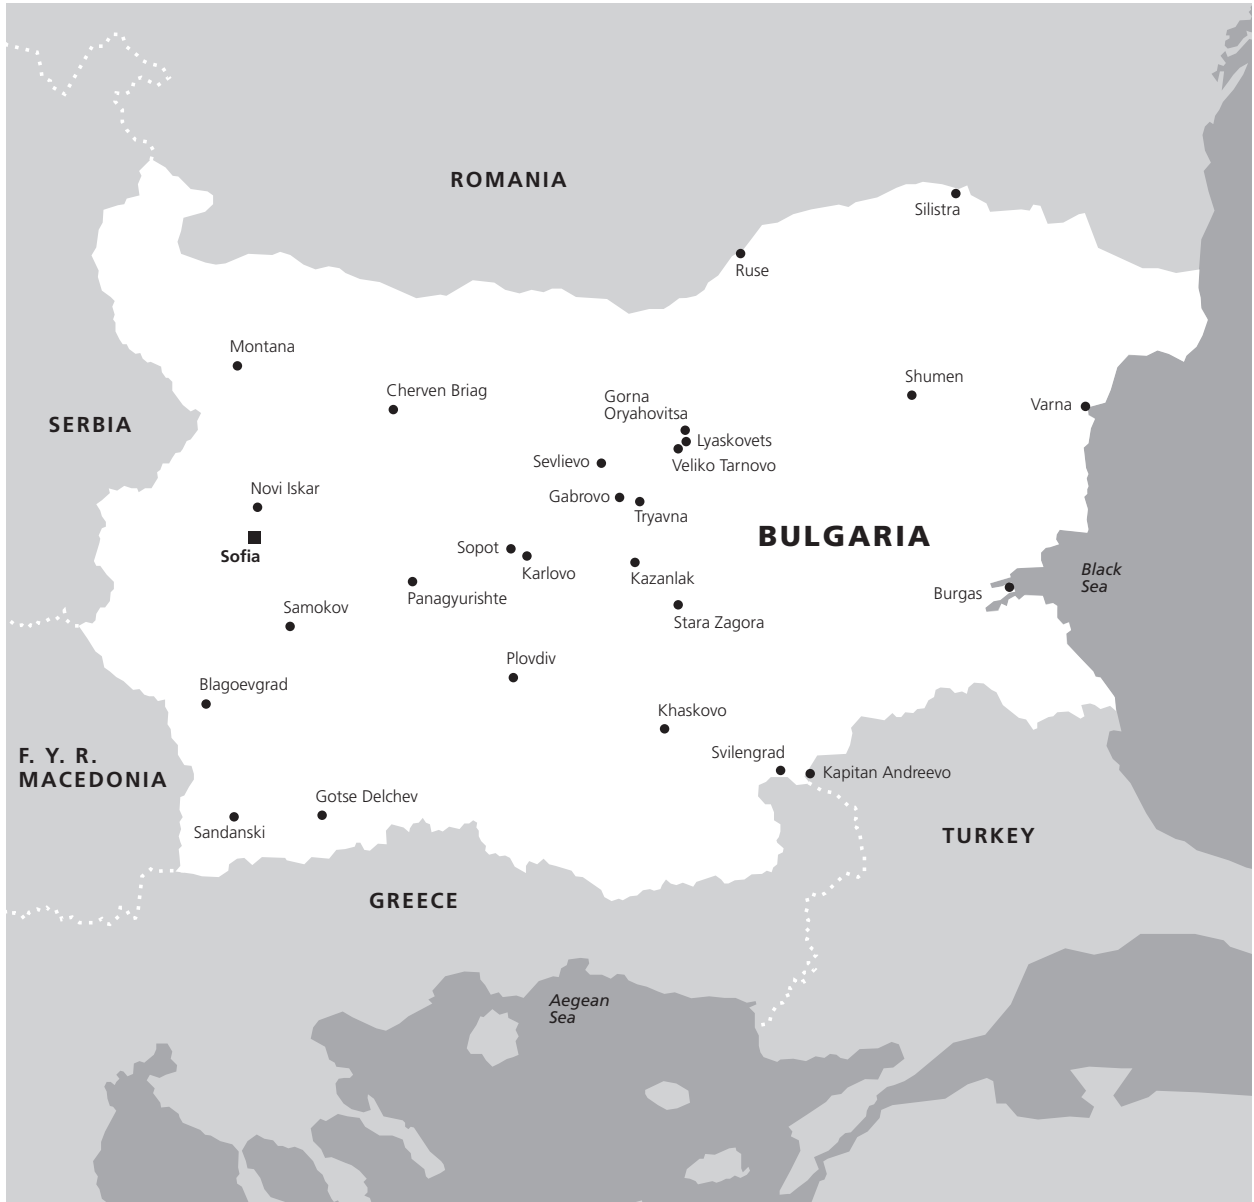 ROMANIA
Silistra
Ruse
Montana
Cherven Briag
Shumen
Gorna
Oryahovitsa
Varna
SERBIA
Lyaskovets
Sevlievo
Veliko Tarnovo
Novi Iskar
Gabrovo
Tryavna
BULGARIA
Sofia
Sopot
Karlovo
Kazanlak
Black
Sea
Burgas
Panagyurishte
Samokov
Stara Zagora
Plovdiv
Blagoevgrad
Khaskovo
F. Y. R.
MACEDONIA
Svilengrad
Kapitan Andreevo
Gotse Delchev
Sandanski
TURKEY
GREECE
Aegean
Sea